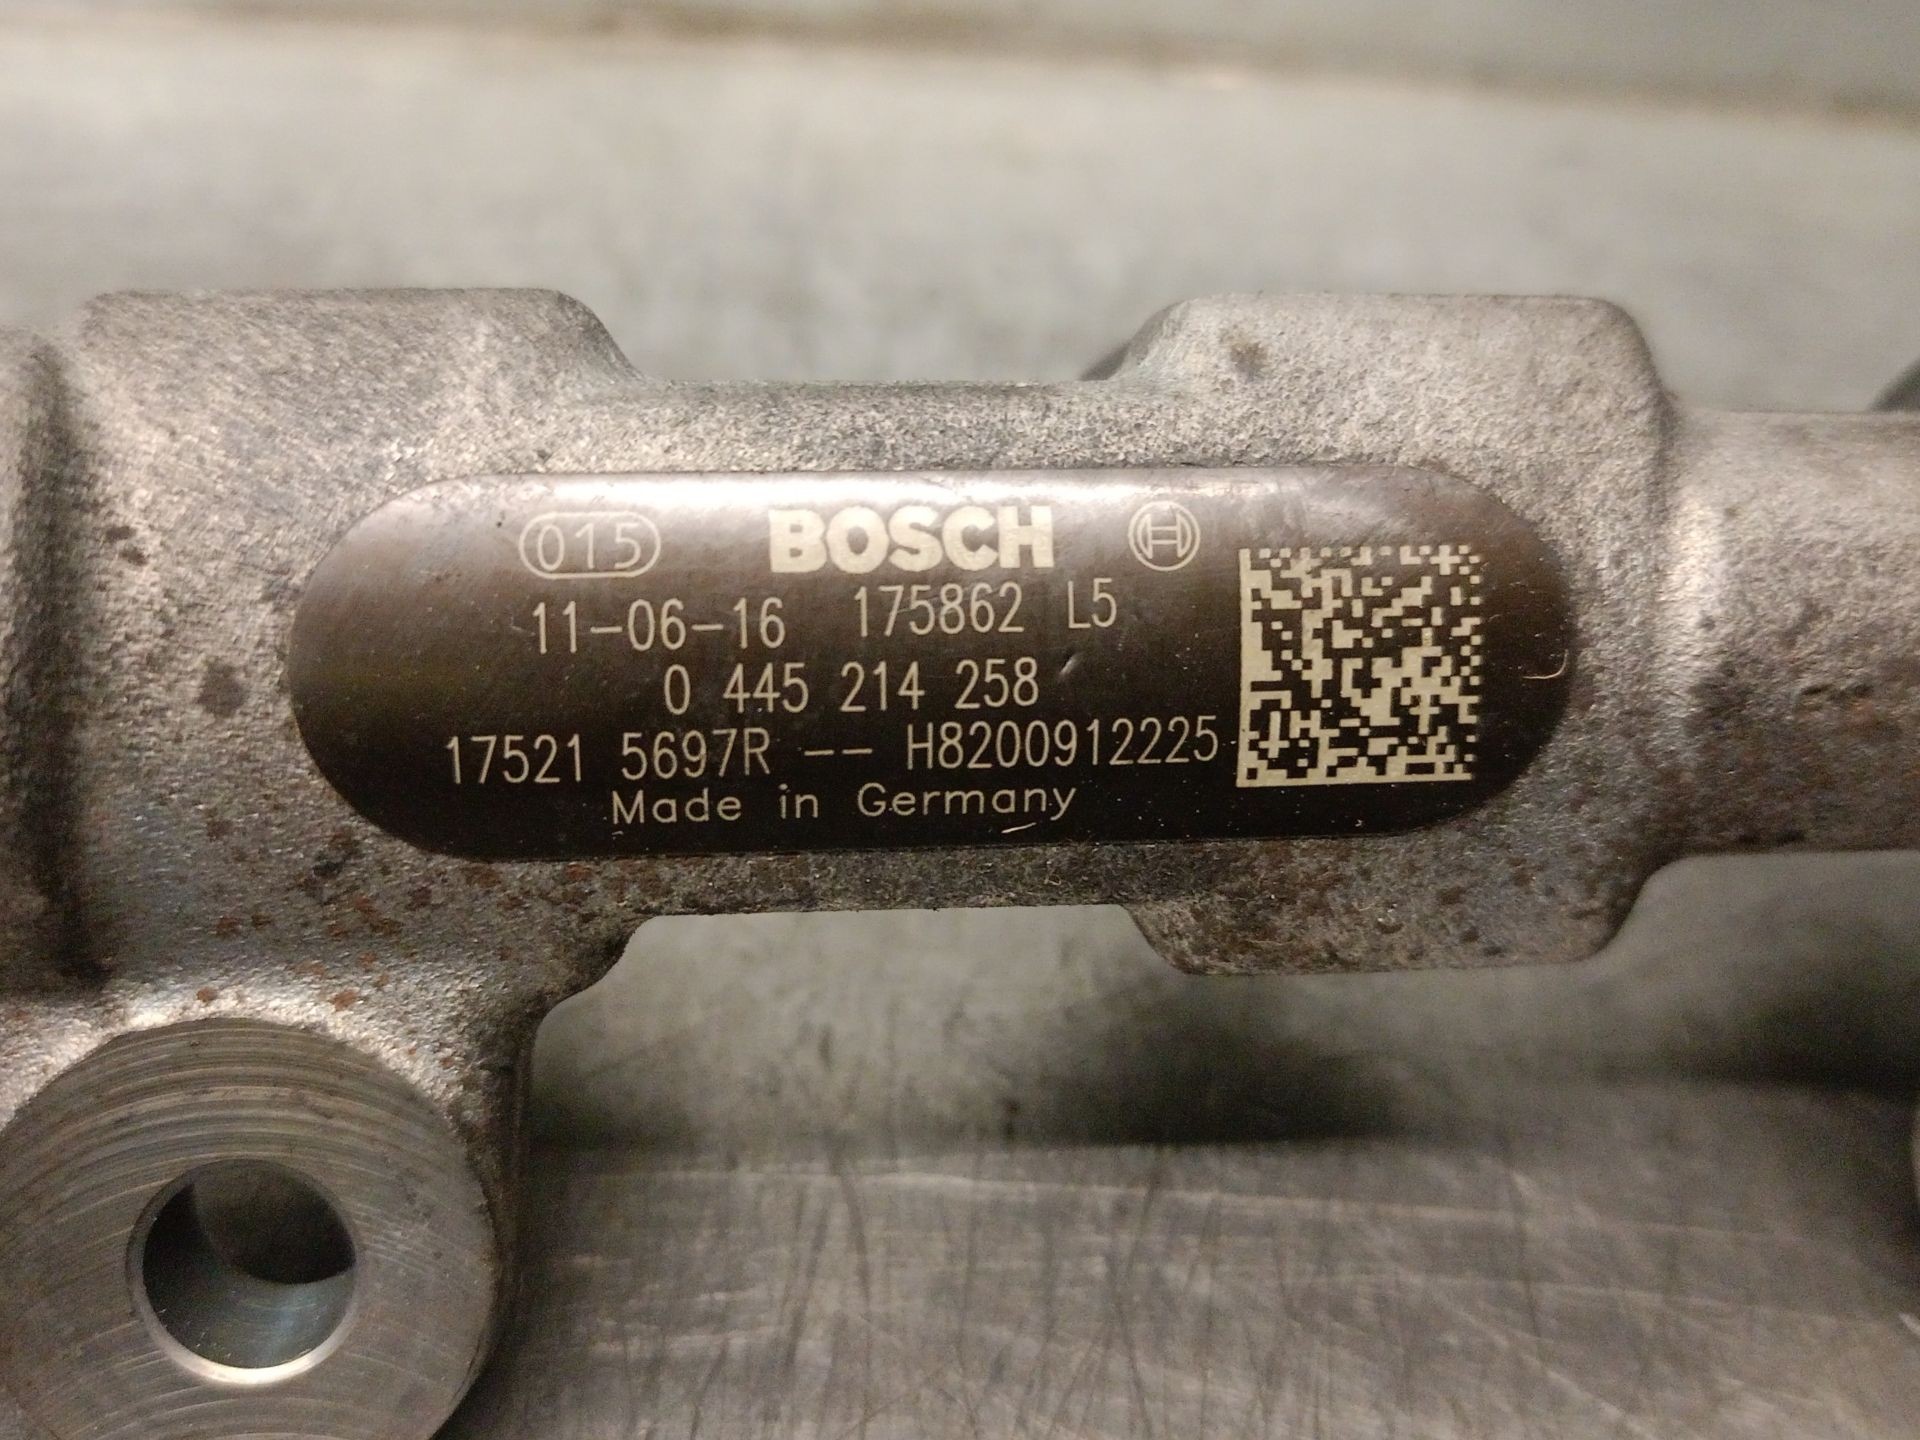 015 BOSCH H
11-06-16 175862 L5
0 445 214 258
17521 5697R -- H8200912225
Made in Germany